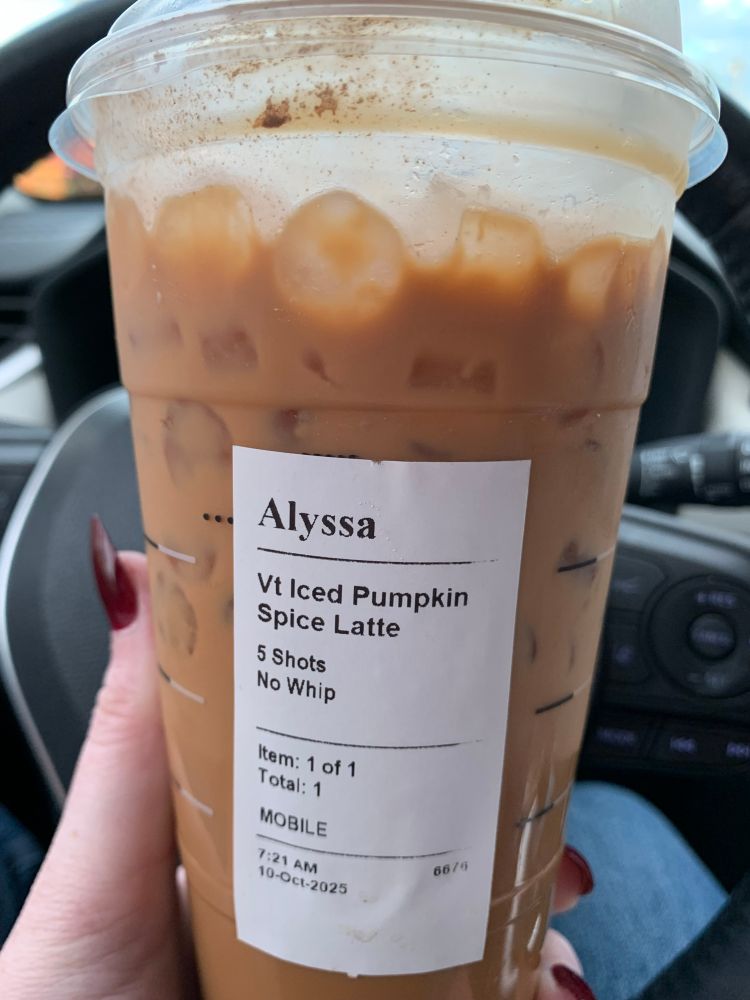 Alyssa
Vt Iced Pumpkin
Spice Latte
5 Shots
No Whip
Item: 1 of 1
Total: 1
MOBILE
7:21 AM
10-Oct-2025 6676